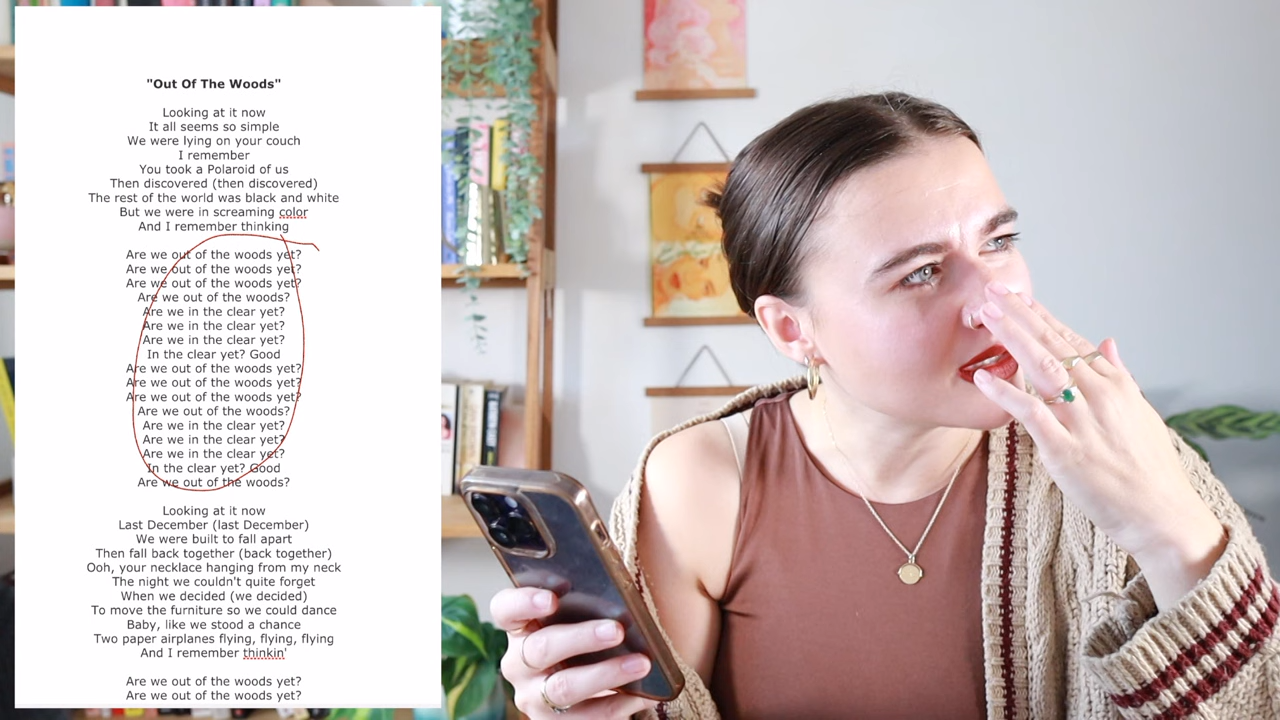 "Out Of The Woods"
Looking at it now
It all seems so simple
We were lying on your couch
I remember
You took a Polaroid of us
Then discovered (then discovered)
The rest of the world was black and white
But we were in screaming color
And I remember thinking
Are we out of the woods yet?
Are we out of the woods yet?
Are we out of the woods yet?
Are we out of the woods?
Are we in the clear yet?
Are we in the clear yet?
Are we in the clear yet?
In the clear yet? Good
Are we out of the woods yet?
Are we out of the woods yet?
Are we out of the woods yet?
Are we out of the woods?
Are we in the clear yet?
Are we in the clear yet?
Are we in the clear yet?
In the clear yet? Good
Are we out of the woods?
Looking at it now
Last December (last December)
We were built to fall apart
Then fall back together (back together)
Ooh, your necklace hanging from my neck
The night we couldn't quite forget
When we decided (we decided)
To move the furniture so we could dance
Baby, like we stood a chance
Two paper airplanes flying, flying, flying
And I remember thinkin'
Are we out of the woods yet?
Are we out of the woods yet?